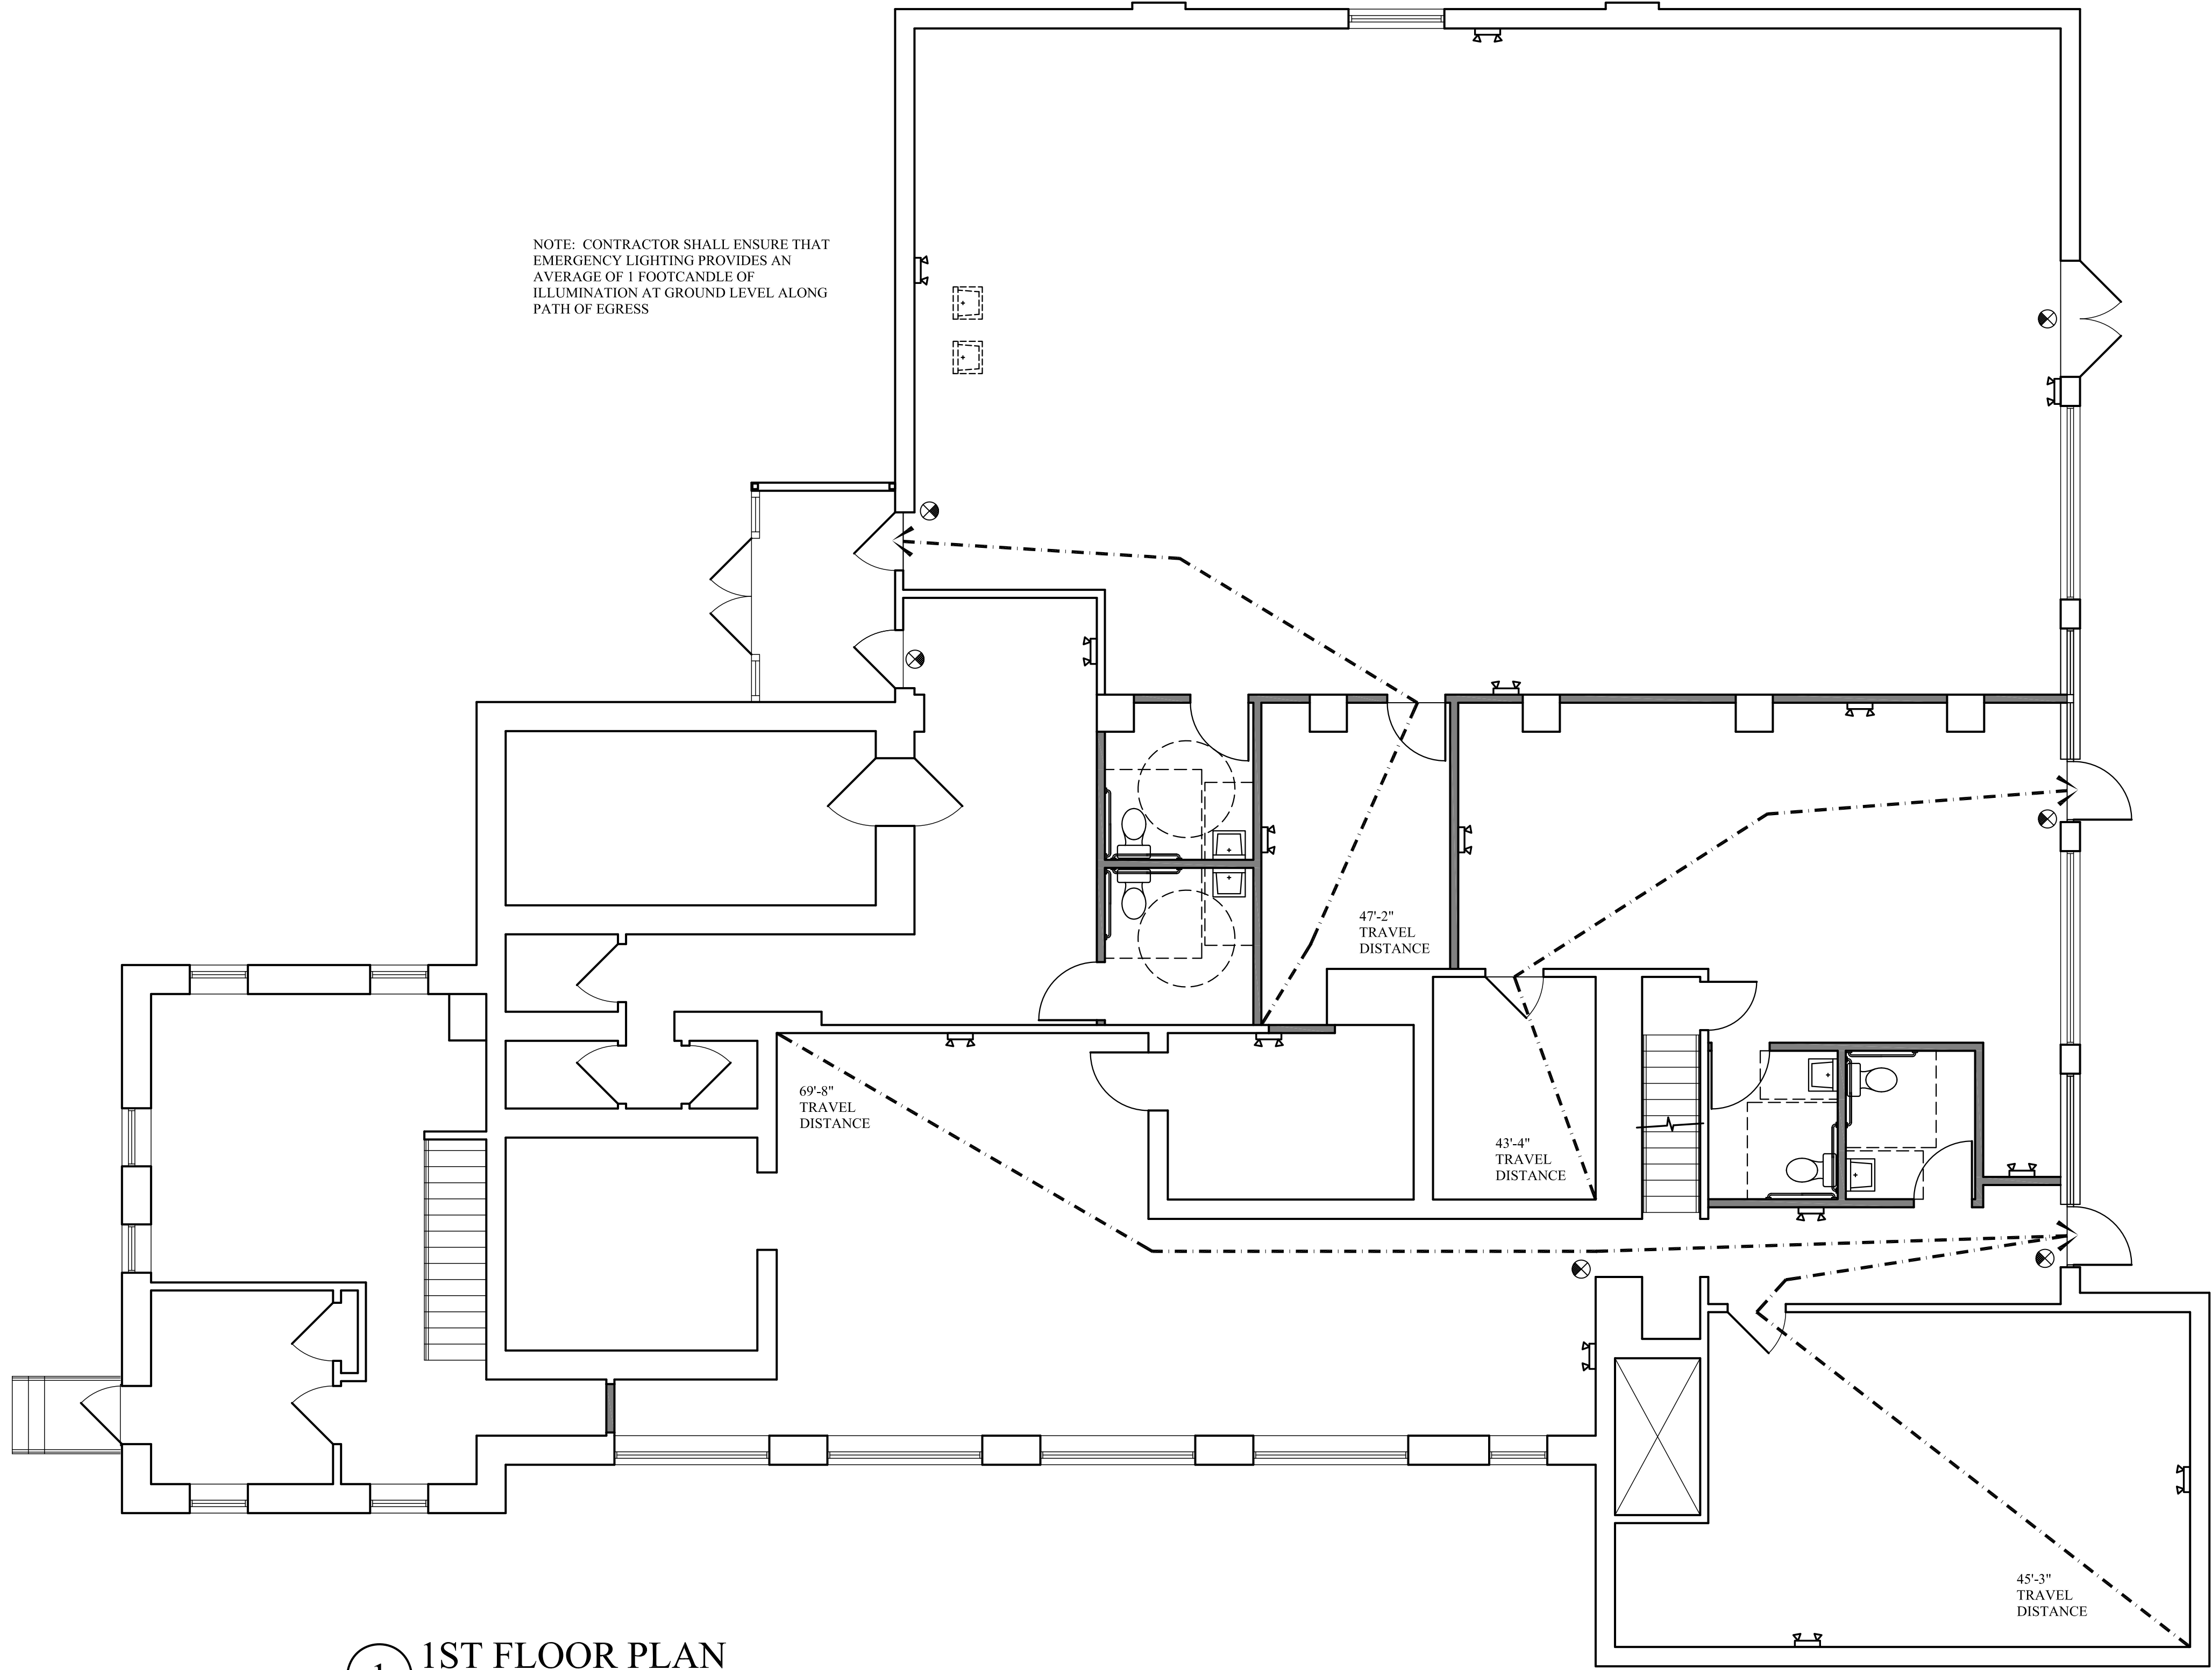 NOTE: CONTRACTOR SHALL ENSURE THAT
EMERGENCY LIGHTING PROVIDES AN
AVERAGE OF 1 FOOTCANDLE OF
ILLUMINATION AT GROUND LEVEL ALONG
PATH OF EGRESS
47'-2"
TRAVEL
DISTANCE
69'-8"
TRAVEL
DISTANCE
43'-4"
TRAVEL
DISTANCE
45'-3"
TRAVEL
DISTANCE
1
1ST FLOOR PLAN